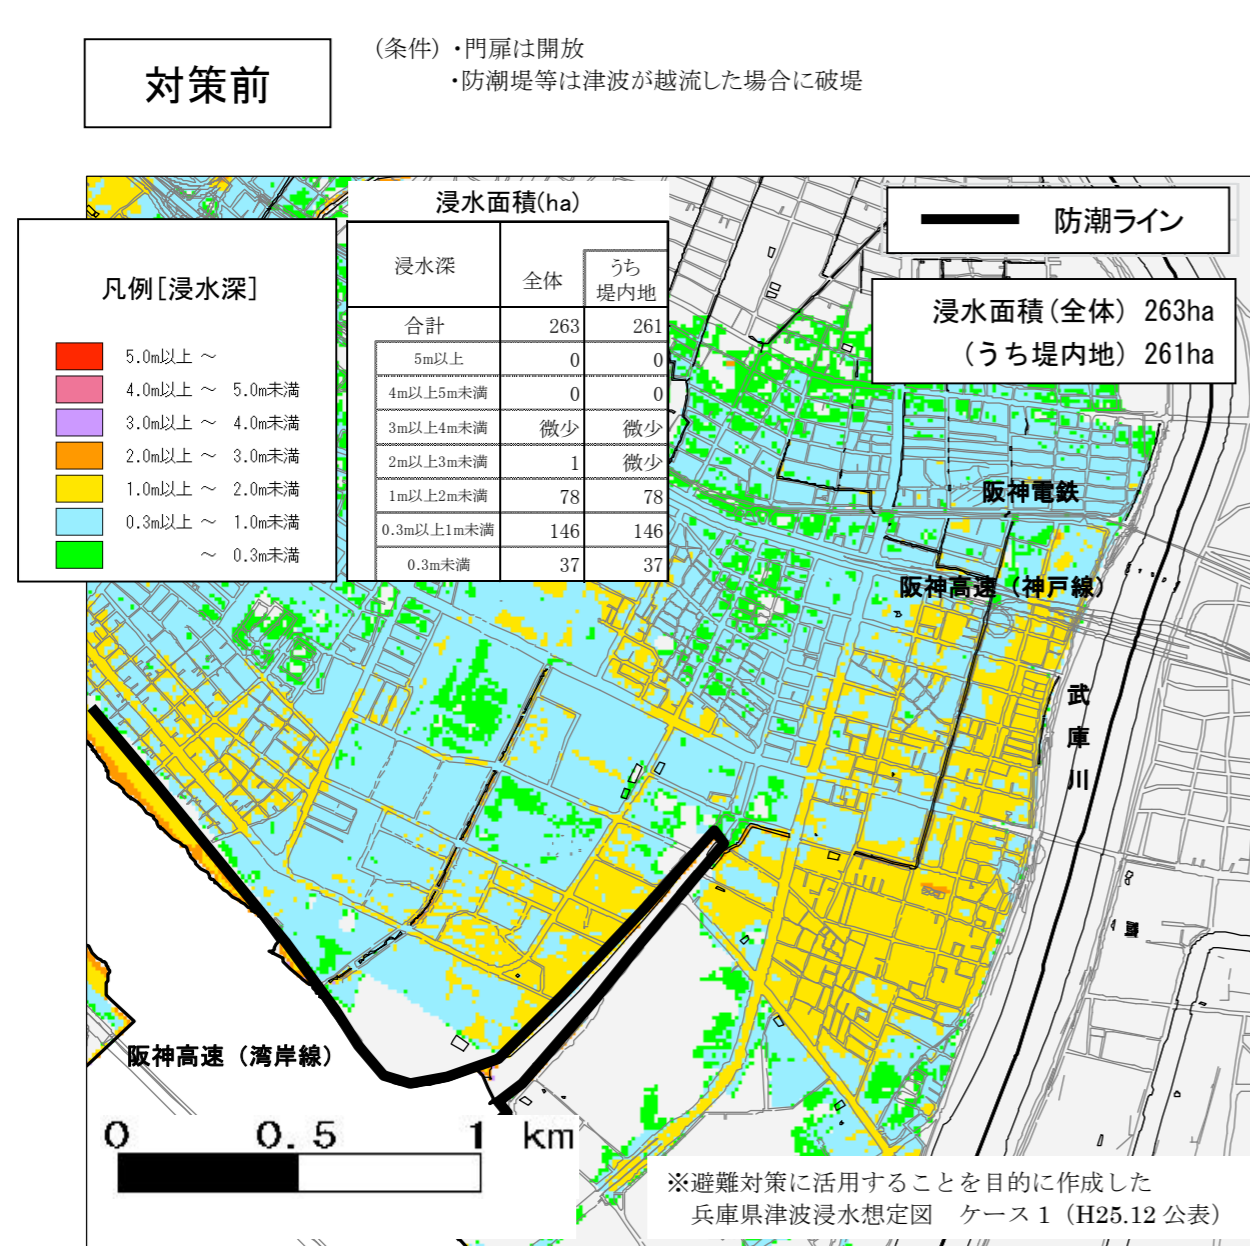 対策前
(条件) ・門扉は開放
・防潮堤等は津波が越流した場合に破堤
浸水面積(ha)
浸水深 全体 うち
堤内地
合計 263 261
5m以上 0 0
4m以上5m未満 0 0
3m以上4m未満 微少 微少
2m以上3m未満 1 微少
1m以上2m未満 78 78
0.3m以上1m未満 146 146
0.3m未満 37 37
凡例[浸水深]
5.0m以上 ～
4.0m以上 ～ 5.0m未満
3.0m以上 ～ 4.0m未満
2.0m以上 ～ 3.0m未満
1.0m以上 ～ 2.0m未満
0.3m以上 ～ 1.0m未満
～ 0.3m未満
防潮ライン
浸水面積(全体) 263ha
(うち堤内地) 261ha
阪神電鉄
阪神高速（神戸線）
武庫川
阪神高速（湾岸線）
0 0.5 1 km
※避難対策に活用することを目的に作成した
兵庫県津波浸水想定図 ケース1（H25.12 公表）